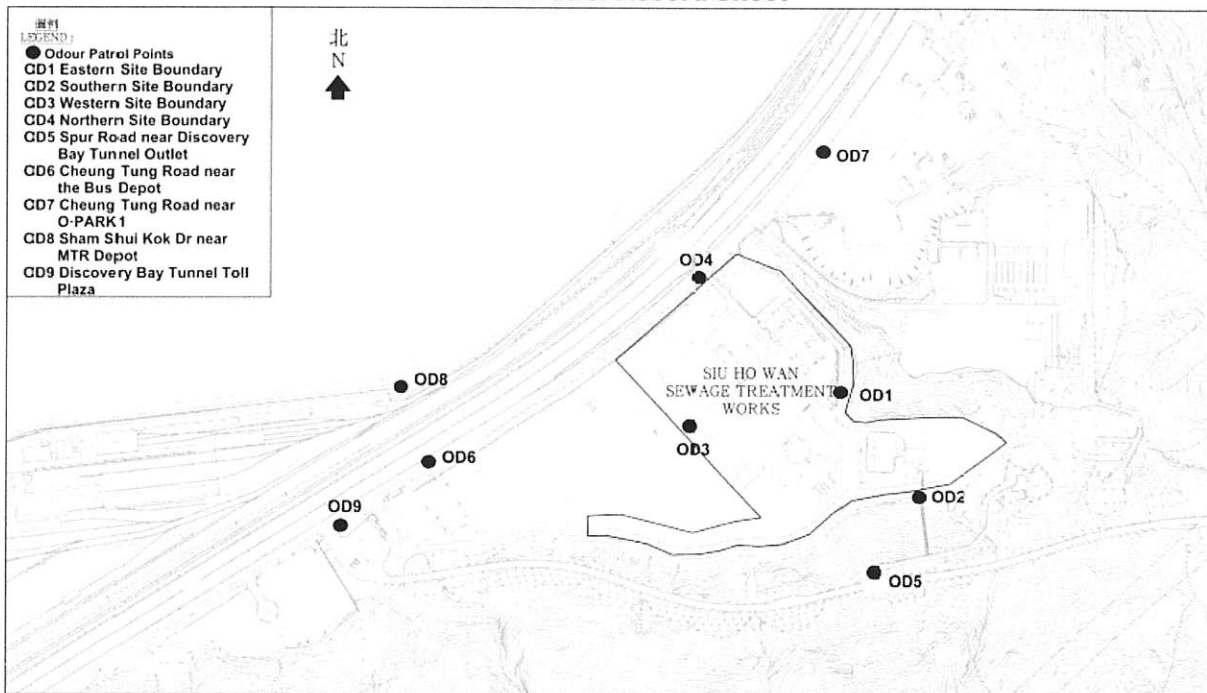 圖例
LEGEND :
Odour Patrol Points
OD1 Eastern Site Boundary
OD2 Southern Site Boundary
OD3 Western Site Boundary
OD4 Northern Site Boundary
OD5 Spur Road near Discovery
Bay Tunnel Outlet
OD6 Cheung Tung Road near
the Bus Depot
OD7 Cheung Tung Road near
O-PARK1
OD8 Sham Shui Kok Dr near
MTR Depot
OD9 Discovery Bay Tunnel Toll
Plaza
北
N
OD7
OD4
SIU HO WAN
SEWAGE TREATMENT
WORKS
OD8
OD1
OD3
OD6
OD2
OD9
OD5